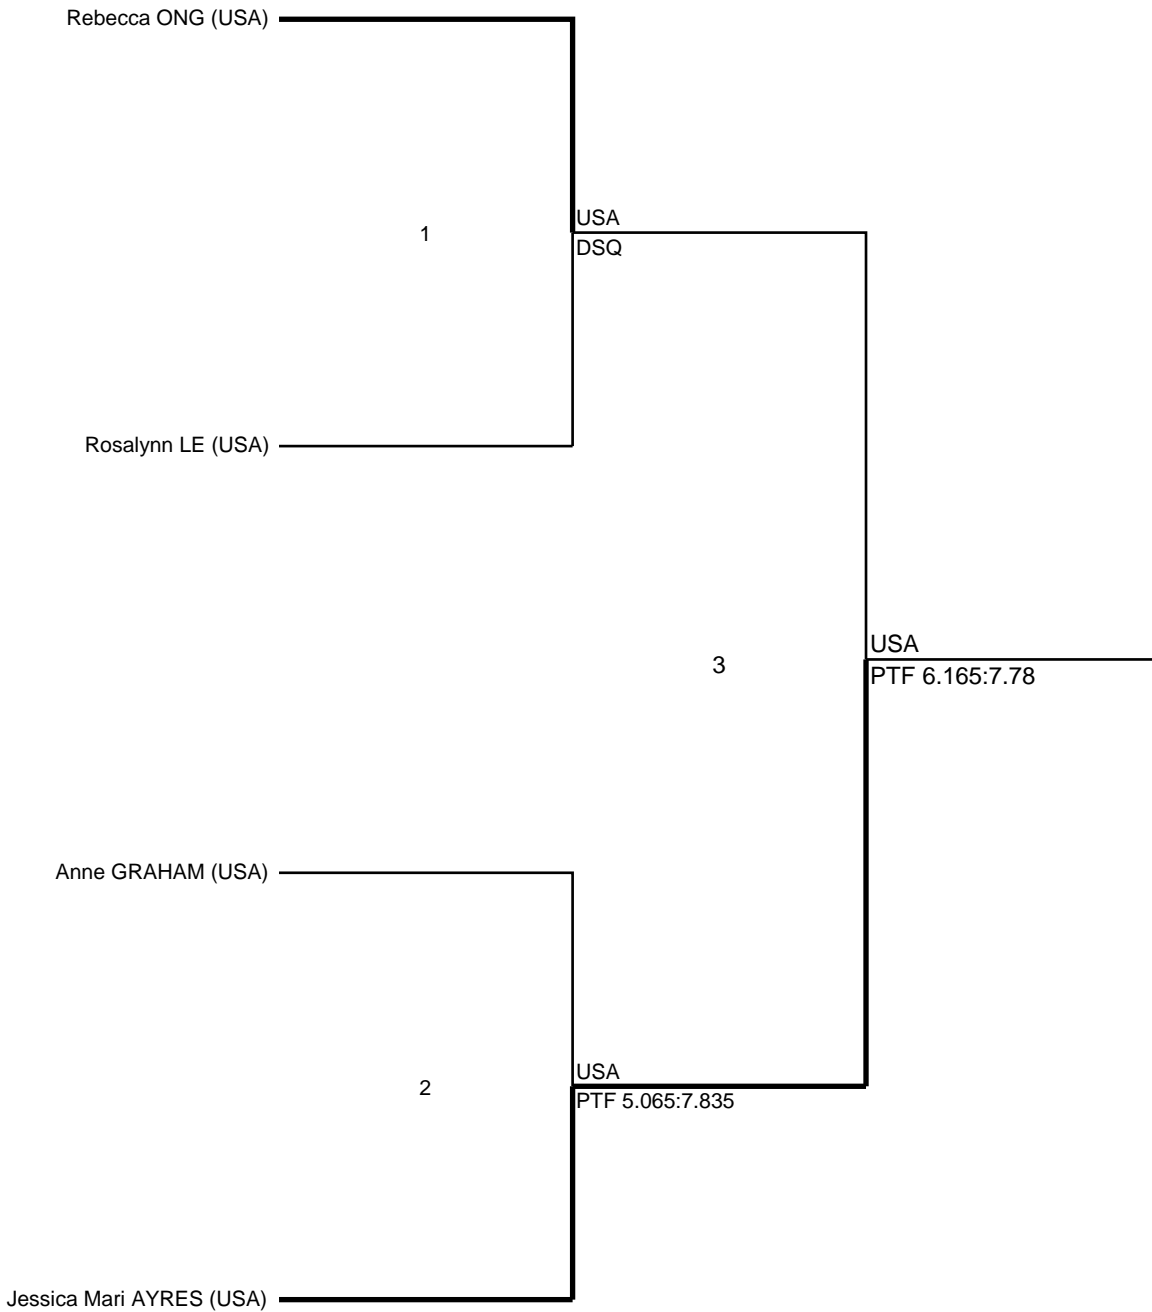 Rebecca ONG (USA)
USA
1
DSQ
Rosalynn LE (USA)
USA
3
PTF 6.165:7.78
Anne GRAHAM (USA)
USA
2
PTF 5.065:7.835
Jessica Mari AYRES (USA)